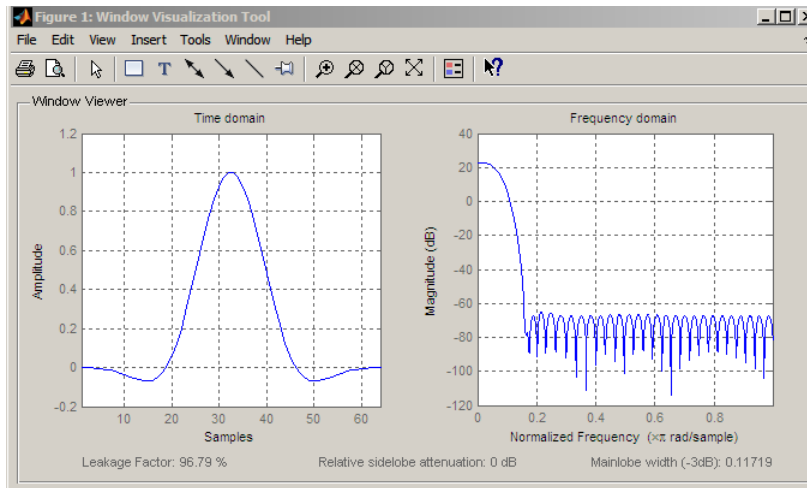 Figure 1: Window Visualization Tool
File Edit View Insert Tools Window Help
T
Window Viewer
Time domain
1.2
1
0.8
0.6
0.4
0.2
0
-0.2
10 20 30 40 50 60
Samples
Amplitude
Frequency domain
40
20
0
-20
-40
-60
-80
-100
-120
0 0.2 0.4 0.6 0.8
Normalized Frequency (×π rad/sample)
Magnitude (dB)
Leakage Factor: 96.79 % Relative sidelobe attenuation: 0 dB Mainlobe width (-3dB): 0.11719